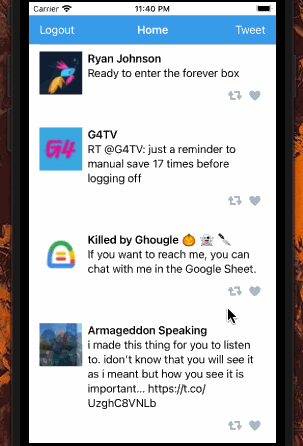 Carrier 11:40 PM
Logout Home Tweet
Ryan Johnson
Ready to enter the forever box
G4
G4TV
RT @G4TV: just a reminder to
manual save 17 times before
logging off
Killed by Ghougle 🎃 👻 🔪
If you want to reach me, you can
chat with me in the Google Sheet.
Armageddon Speaking
i made this thing for you to listen
to. idon't know that you will see it
as i meant but how you see it is
important... https://t.co/
UzghC8VNLb